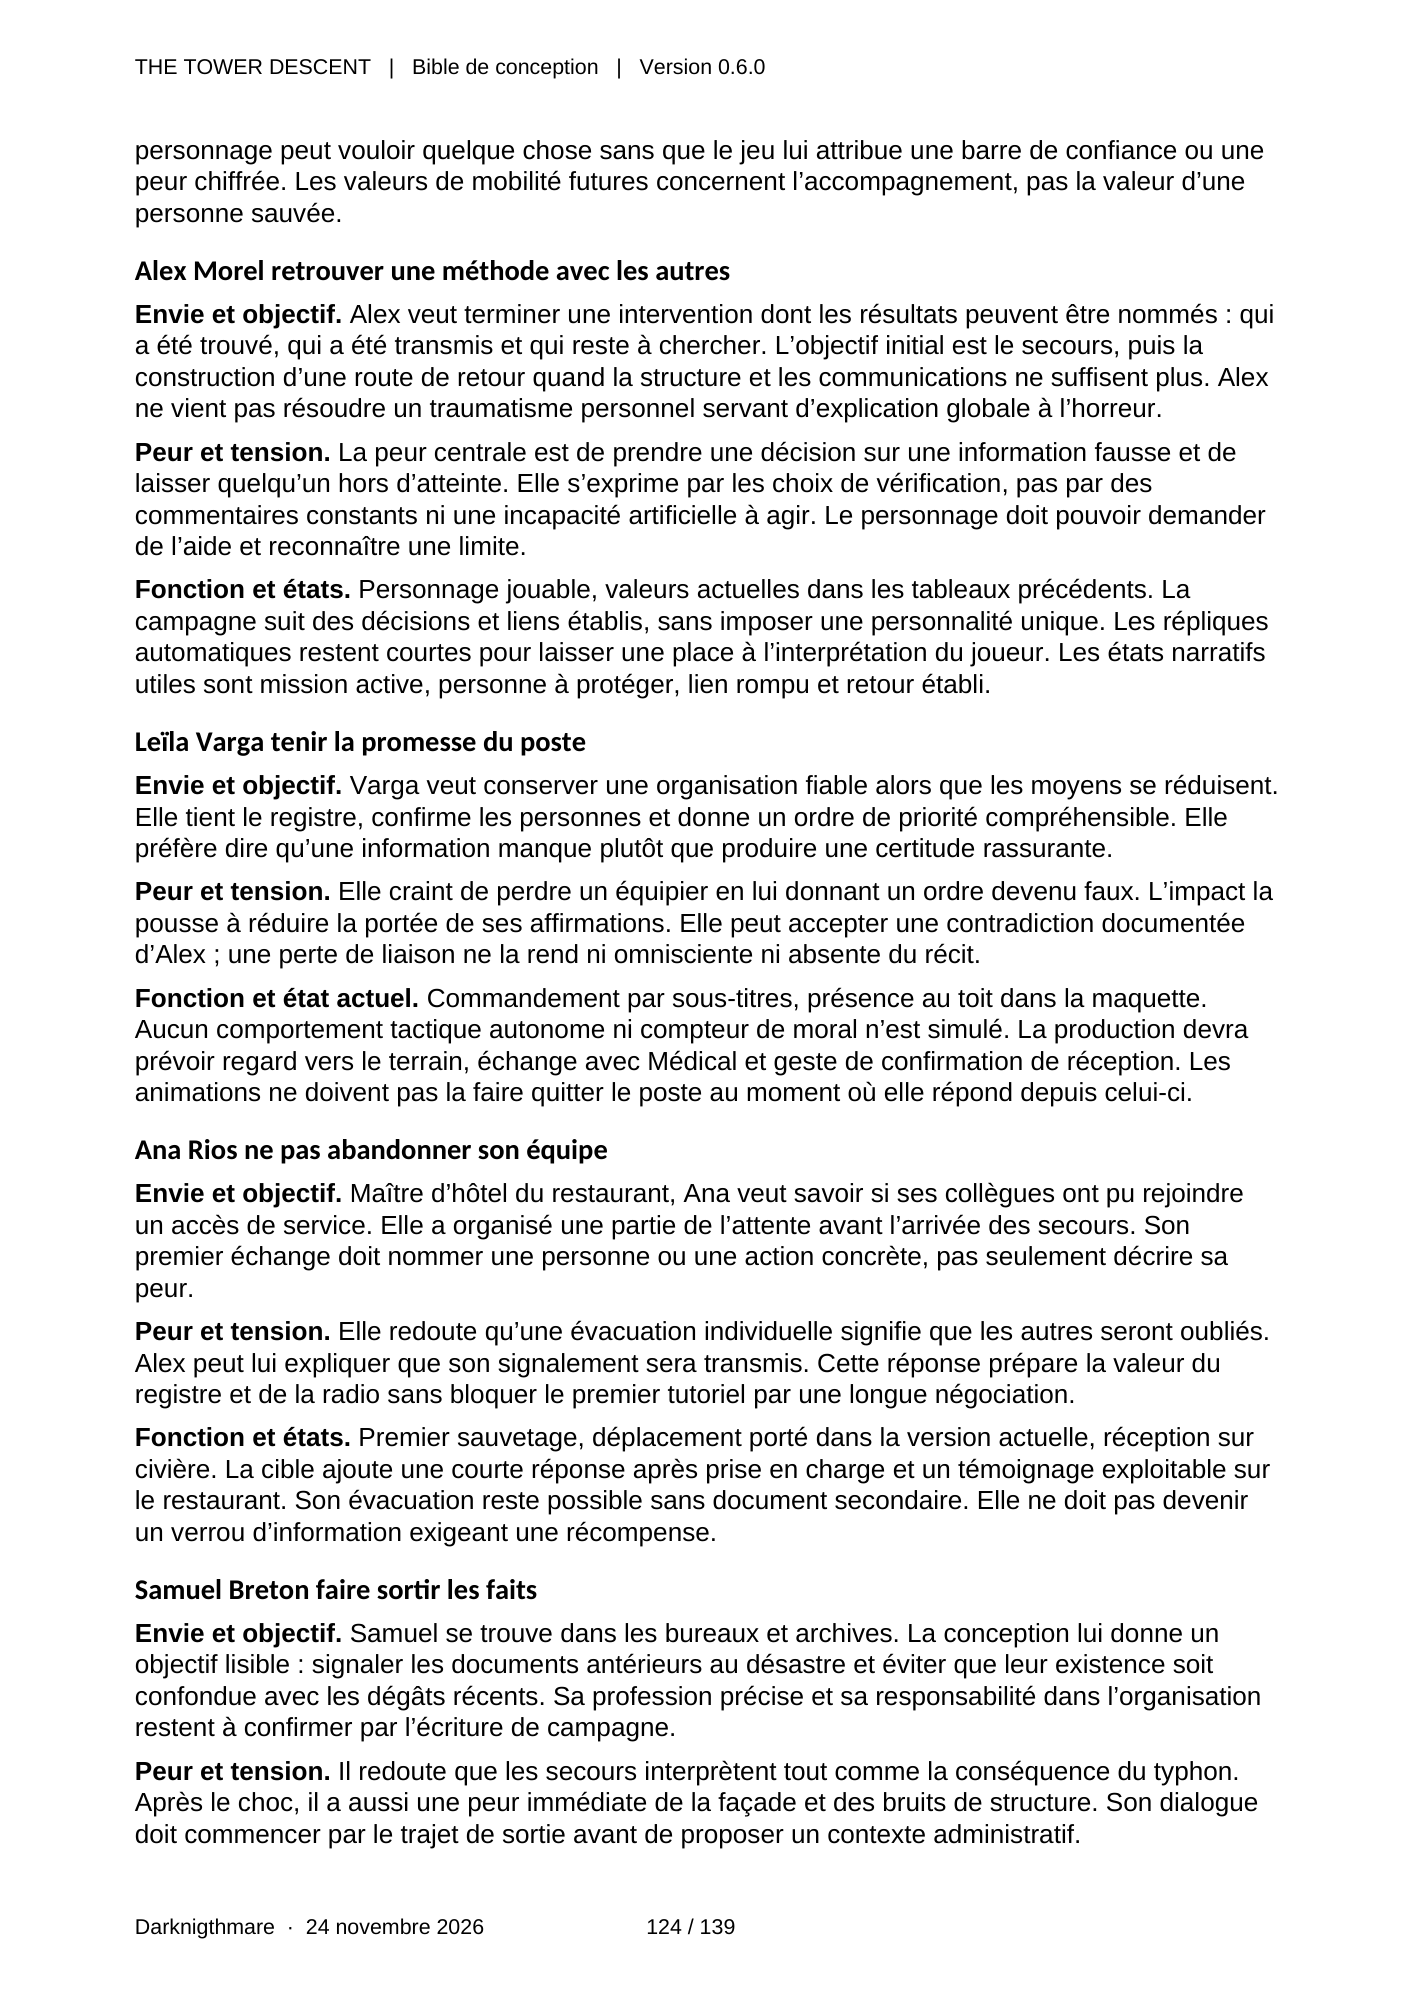 THE TOWER DESCENT | Bible de conception | Version 0.6.0
personnage peut vouloir quelque chose sans que le jeu lui attribue une barre de confiance ou une
peur chiffrée. Les valeurs de mobilité futures concernent l’accompagnement, pas la valeur d’une
personne sauvée.
Alex Morel retrouver une méthode avec les autres
Envie et objectif. Alex veut terminer une intervention dont les résultats peuvent être nommés : qui
a été trouvé, qui a été transmis et qui reste à chercher. L’objectif initial est le secours, puis la
construction d’une route de retour quand la structure et les communications ne suffisent plus. Alex
ne vient pas résoudre un traumatisme personnel servant d’explication globale à l’horreur.
Peur et tension. La peur centrale est de prendre une décision sur une information fausse et de
laisser quelqu’un hors d’atteinte. Elle s’exprime par les choix de vérification, pas par des
commentaires constants ni une incapacité artificielle à agir. Le personnage doit pouvoir demander
de l’aide et reconnaître une limite.
Fonction et états. Personnage jouable, valeurs actuelles dans les tableaux précédents. La
campagne suit des décisions et liens établis, sans imposer une personnalité unique. Les répliques
automatiques restent courtes pour laisser une place à l’interprétation du joueur. Les états narratifs
utiles sont mission active, personne à protéger, lien rompu et retour établi.
Leïla Varga tenir la promesse du poste
Envie et objectif. Varga veut conserver une organisation fiable alors que les moyens se réduisent.
Elle tient le registre, confirme les personnes et donne un ordre de priorité compréhensible. Elle
préfère dire qu’une information manque plutôt que produire une certitude rassurante.
Peur et tension. Elle craint de perdre un équipier en lui donnant un ordre devenu faux. L’impact la
pousse à réduire la portée de ses affirmations. Elle peut accepter une contradiction documentée
d’Alex ; une perte de liaison ne la rend ni omnisciente ni absente du récit.
Fonction et état actuel. Commandement par sous-titres, présence au toit dans la maquette.
Aucun comportement tactique autonome ni compteur de moral n’est simulé. La production devra
prévoir regard vers le terrain, échange avec Médical et geste de confirmation de réception. Les
animations ne doivent pas la faire quitter le poste au moment où elle répond depuis celui-ci.
Ana Rios ne pas abandonner son équipe
Envie et objectif. Maître d’hôtel du restaurant, Ana veut savoir si ses collègues ont pu rejoindre
un accès de service. Elle a organisé une partie de l’attente avant l’arrivée des secours. Son
premier échange doit nommer une personne ou une action concrète, pas seulement décrire sa
peur.
Peur et tension. Elle redoute qu’une évacuation individuelle signifie que les autres seront oubliés.
Alex peut lui expliquer que son signalement sera transmis. Cette réponse prépare la valeur du
registre et de la radio sans bloquer le premier tutoriel par une longue négociation.
Fonction et états. Premier sauvetage, déplacement porté dans la version actuelle, réception sur
civière. La cible ajoute une courte réponse après prise en charge et un témoignage exploitable sur
le restaurant. Son évacuation reste possible sans document secondaire. Elle ne doit pas devenir
un verrou d’information exigeant une récompense.
Samuel Breton faire sortir les faits
Envie et objectif. Samuel se trouve dans les bureaux et archives. La conception lui donne un
objectif lisible : signaler les documents antérieurs au désastre et éviter que leur existence soit
confondue avec les dégâts récents. Sa profession précise et sa responsabilité dans l’organisation
restent à confirmer par l’écriture de campagne.
Peur et tension. Il redoute que les secours interprètent tout comme la conséquence du typhon.
Après le choc, il a aussi une peur immédiate de la façade et des bruits de structure. Son dialogue
doit commencer par le trajet de sortie avant de proposer un contexte administratif.
Darknigthmare · 24 novembre 2026 124 / 139